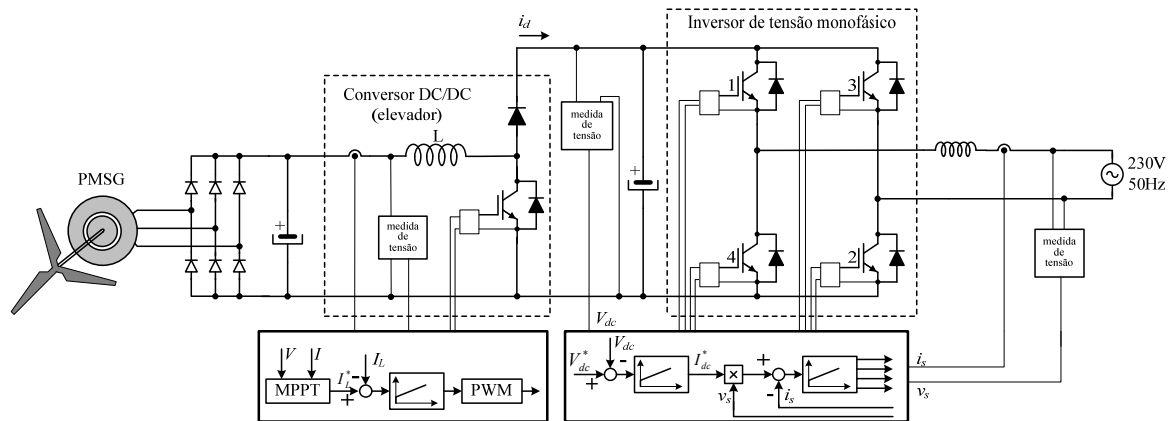 i_d
Inversor de tensão monofásico
Conversor DC/DC
(elevador)
L
PMSG
+
medida
de
tensão
+
medida
de
tensão
1
3
4
2
230V
50Hz
medida
de
tensão
V_dc
i_s
v_s
V
I
MPPT
I_L^*
-
+
I_L
PWM
V_dc^*
+
V_dc
-
I_dc^*
×
v_s
+
-
i_s